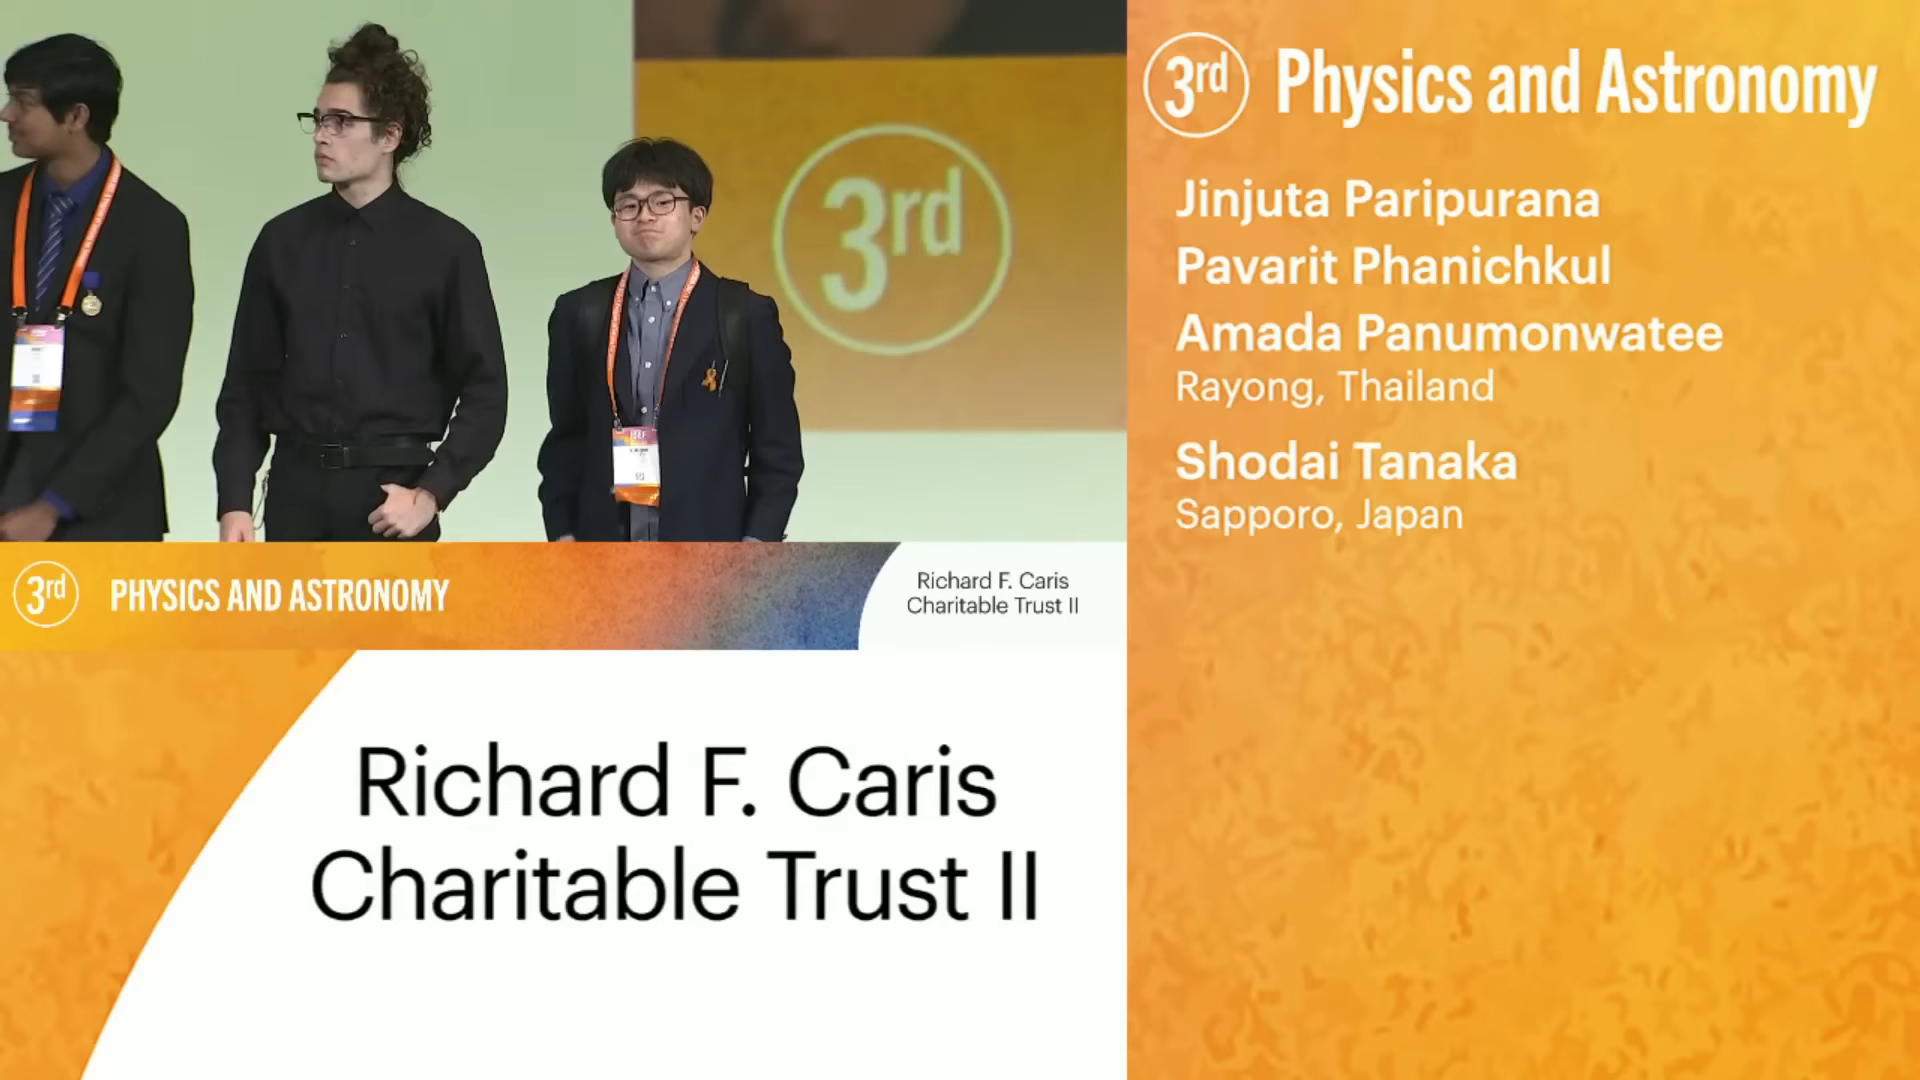 3rd
3rd Physics and Astronomy
Jinjuta Paripurana
Pavarit Phanichkul
Amada Panumonwatee
Rayong, Thailand
Shodai Tanaka
Sapporo, Japan
3rd PHYSICS AND ASTRONOMY
Richard F. Caris
Charitable Trust II
Richard F. Caris
Charitable Trust II